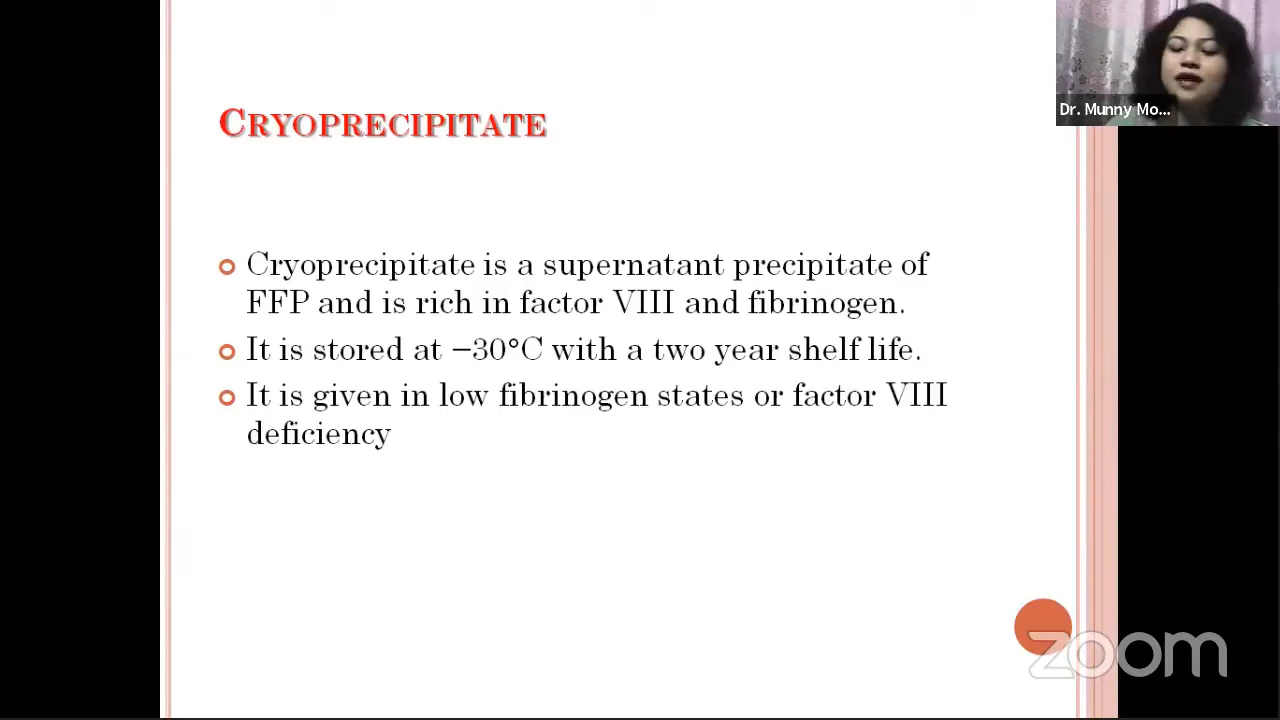 Dr. Munny Mo...
CRYOPRECIPITATE
Cryoprecipitate is a supernatant precipitate of
FFP and is rich in factor VIII and fibrinogen.
It is stored at −30°C with a two year shelf life.
It is given in low fibrinogen states or factor VIII
deficiency
zoom